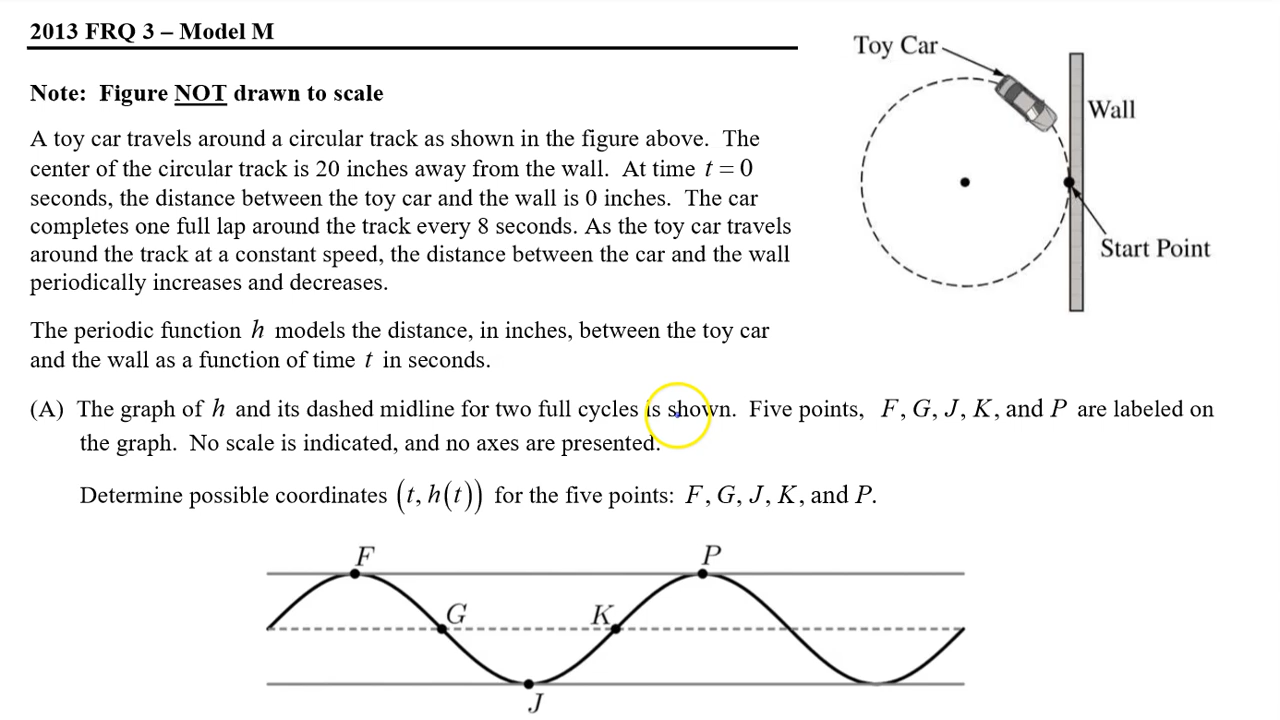 2013 FRQ 3 – Model M
Toy Car
Wall
Note: Figure NOT drawn to scale
A toy car travels around a circular track as shown in the figure above. The
center of the circular track is 20 inches away from the wall. At time t = 0
seconds, the distance between the toy car and the wall is 0 inches. The car
completes one full lap around the track every 8 seconds. As the toy car travels
around the track at a constant speed, the distance between the car and the wall
periodically increases and decreases.
Start Point
The periodic function h models the distance, in inches, between the toy car
and the wall as a function of time t in seconds.
(A) The graph of h and its dashed midline for two full cycles is shown. Five points, F, G, J, K, and P are labeled on
the graph. No scale is indicated, and no axes are presented.
Determine possible coordinates (t, h(t)) for the five points: F, G, J, K, and P.
F
P
G
K
J